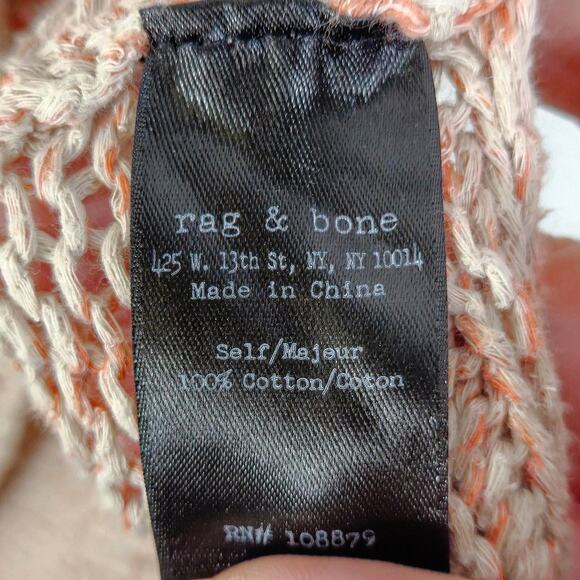 rag & bone
425 W. 13th St, NY, NY 10014
Made in China
Self/Majeur
100% Cotton/Coton
RN# 108879